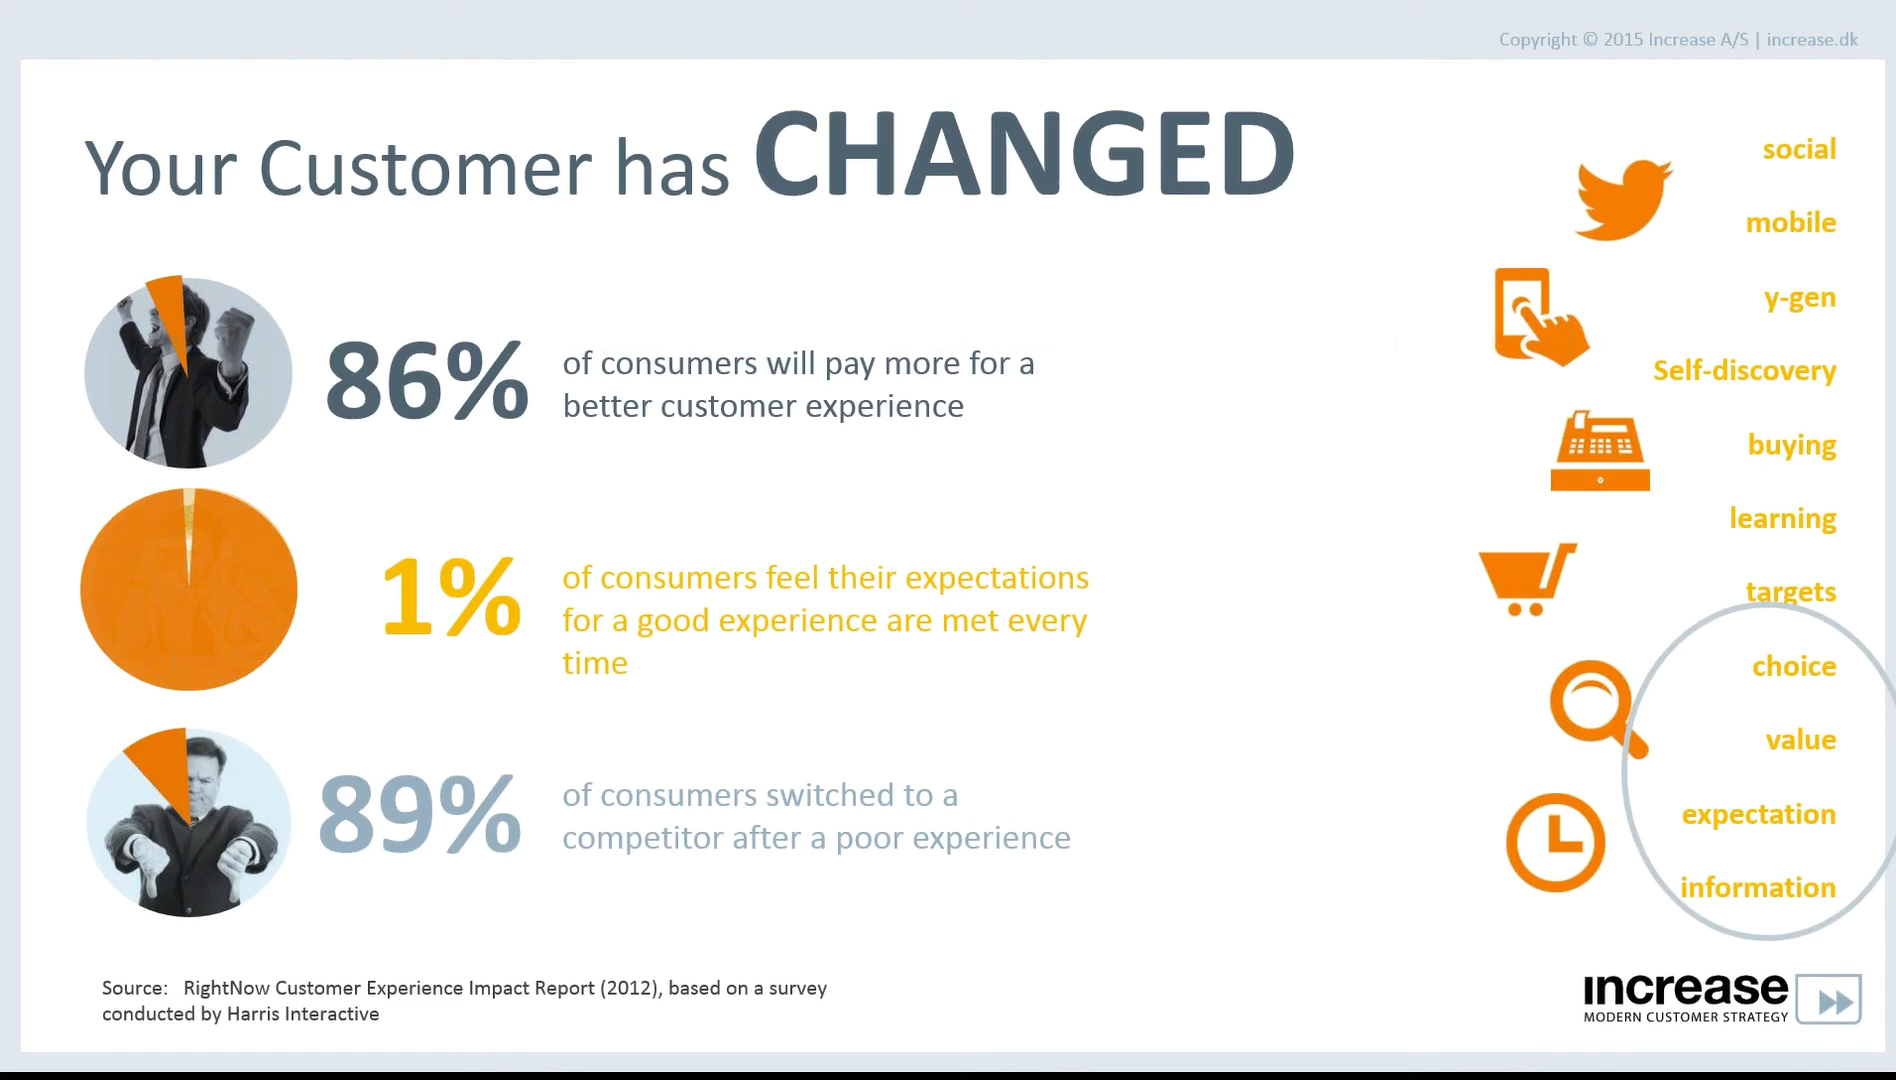 Copyright © 2015 Increase A/S | increase.dk
Your Customer has CHANGED
86%
of consumers will pay more for a
better customer experience
1%
of consumers feel their expectations
for a good experience are met every
time
89%
of consumers switched to a
competitor after a poor experience
social
mobile
y-gen
Self-discovery
buying
learning
targets
choice
value
expectation
information
Source: RightNow Customer Experience Impact Report (2012), based on a survey
conducted by Harris Interactive
increase
MODERN CUSTOMER STRATEGY